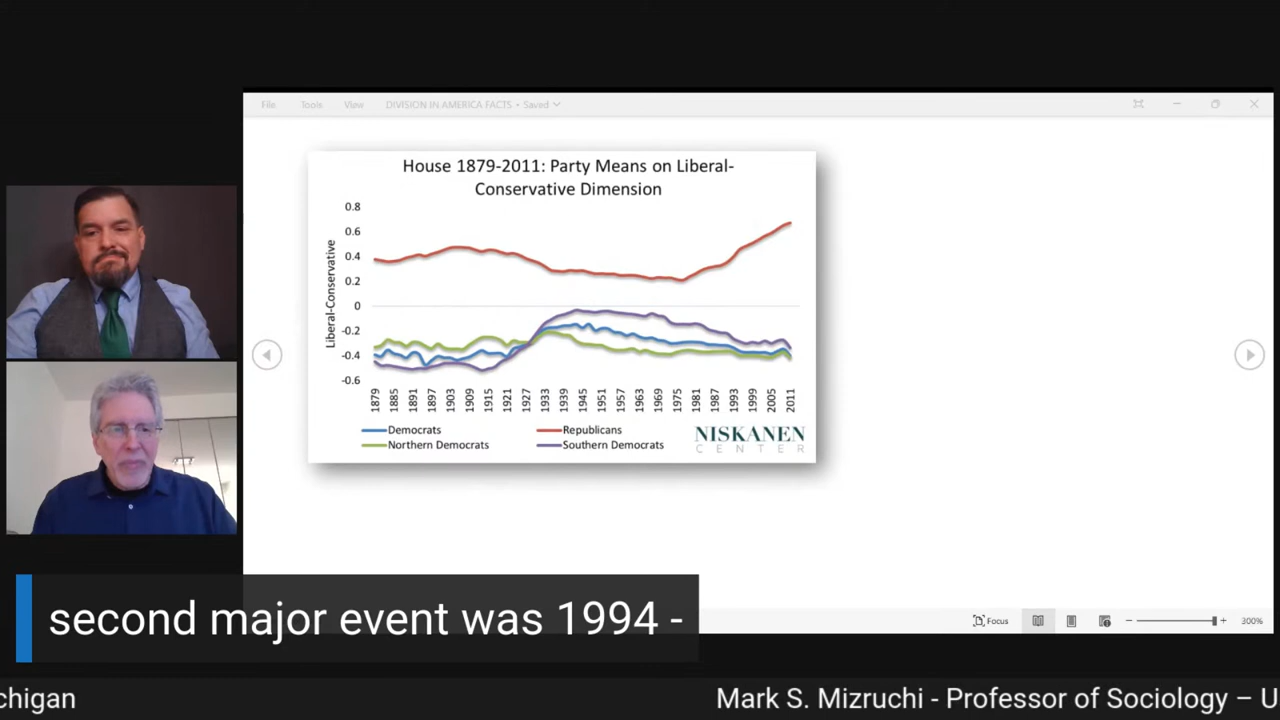 File Tools View DIVISION IN AMERICA FACTS • Saved
House 1879-2011: Party Means on Liberal-
Conservative Dimension
Liberal-Conservative
0.8
0.6
0.4
0.2
0
-0.2
-0.4
-0.6
1879 1885 1891 1897 1903 1909 1915 1921 1927 1933 1939 1945 1951 1957 1963 1969 1975 1981 1987 1993 1999 2005 2011
Democrats Republicans
Northern Democrats Southern Democrats
NISKANEN
CENTER
second major event was 1994 -
Focus 300%
chigan Mark S. Mizruchi - Professor of Sociology – U